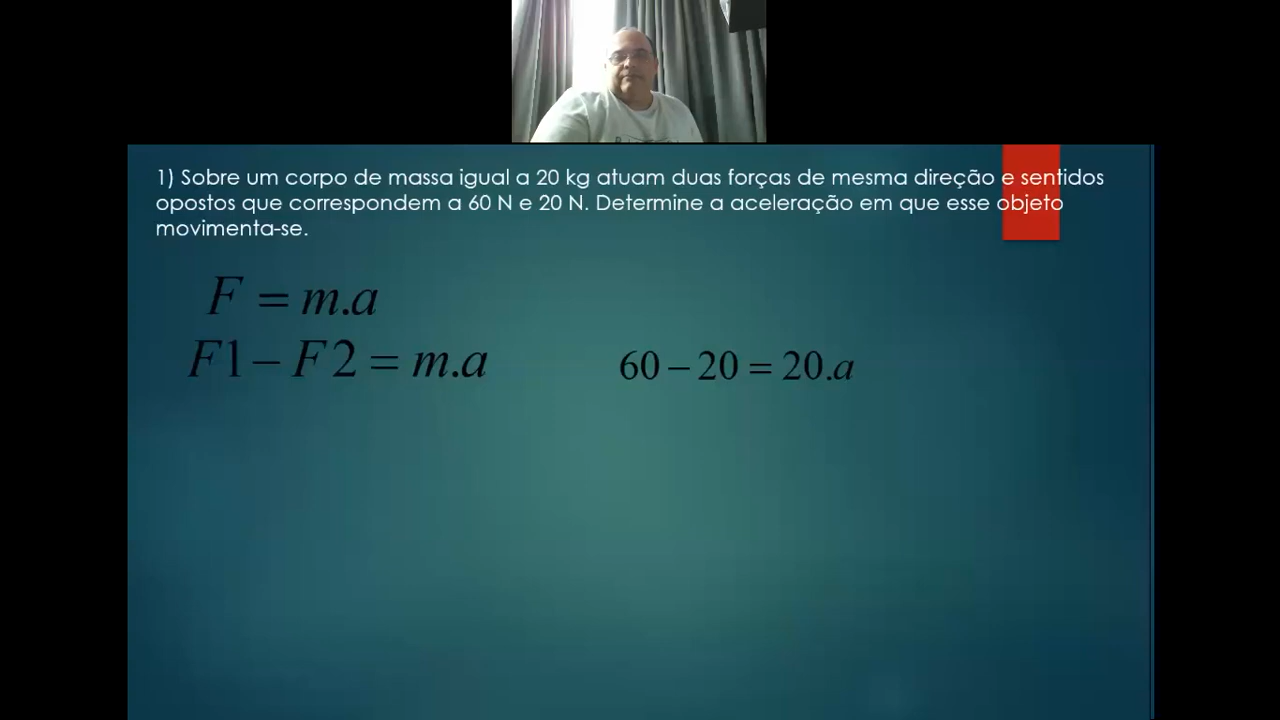 1) Sobre um corpo de massa igual a 20 kg atuam duas forças de mesma direção e sentidos
opostos que correspondem a 60 N e 20 N. Determine a aceleração em que esse objeto
movimenta-se.
F = m.a
F1 − F2 = m.a
60 − 20 = 20.a